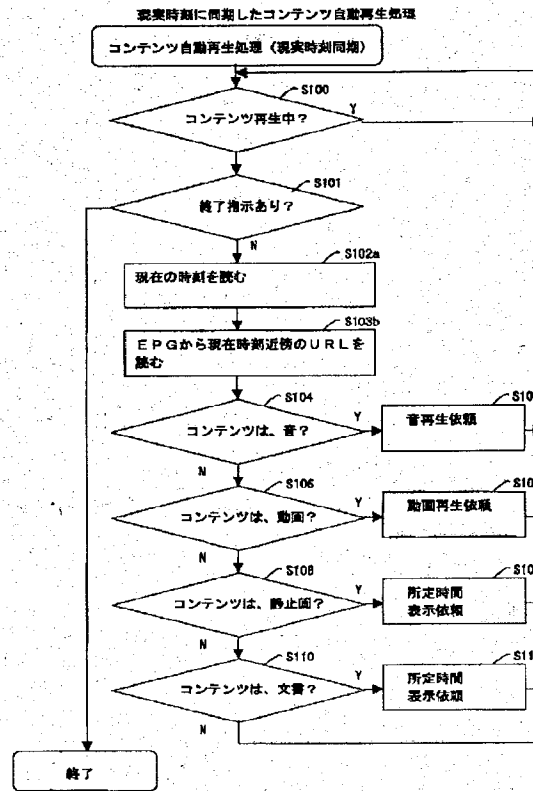 現実時刻に同期したコンテンツ自動再生処理
コンテンツ自動再生処理（現実時刻同期）
S100
コンテンツ再生中？
Y
S101
終了指示あり？
N
S102a
現在の時刻を読む
S103b
ＥＰＧから現在時刻近傍のＵＲＬを
読む
S104
コンテンツは、音？
Y
S10
音再生依頼
N
S106
コンテンツは、動画？
Y
S10
動画再生依頼
N
S108
コンテンツは、静止画？
Y
S10
所定時間
表示依頼
N
S110
コンテンツは、文書？
Y
S11
所定時間
表示依頼
N
終了